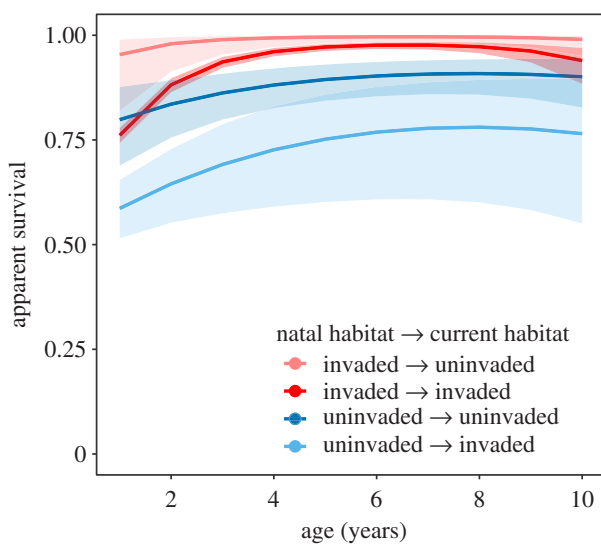 1.00
0.75
0.50
0.25
0
apparent survival
natal habitat → current habitat
invaded → uninvaded
invaded → invaded
uninvaded → uninvaded
uninvaded → invaded
2 4 6 8 10
age (years)